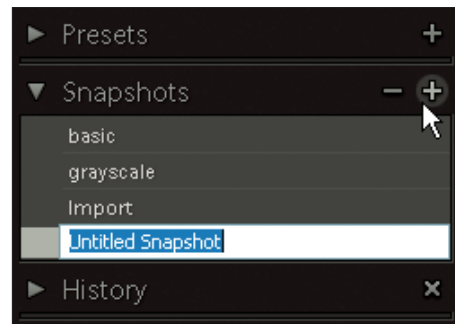 Presets
Snapshots
basic
grayscale
Import
Untitled Snapshot
History